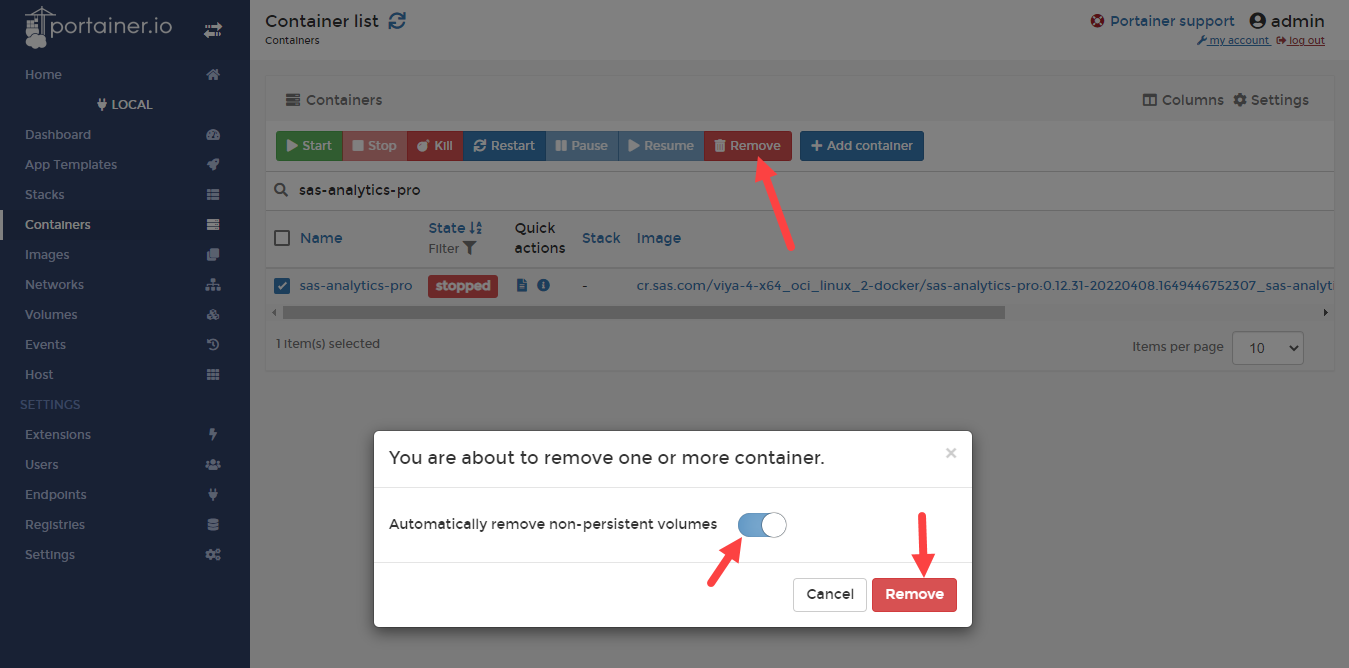 portainer.io
Home
LOCAL
Dashboard
App Templates
Stacks
Containers
Images
Networks
Volumes
Events
Host
SETTINGS
Extensions
Users
Endpoints
Registries
Settings
Container list
Containers
Portainer support admin
my account log out
Containers
Columns Settings
Start Stop Kill Restart Pause Resume Remove Add container
sas-analytics-pro
Name State Filter Quick actions Stack Image
sas-analytics-pro stopped - cr.sas.com/viya-4-x64_oci_linux_2-docker/sas-analytics-pro:0.12.31-20220408.1649446752307_sas-analyti
1 item(s) selected
Items per page 10
You are about to remove one or more container. ×
Automatically remove non-persistent volumes
Cancel Remove